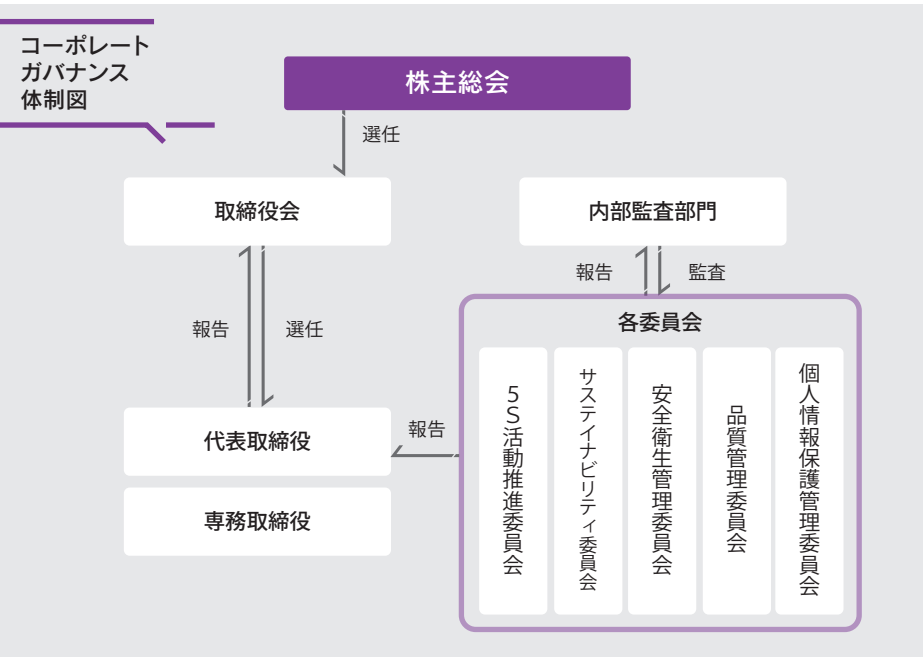 コーポレート
ガバナンス
体制図
株主総会
選任
取締役会
内部監査部門
報告
監査
報告
選任
各委員会
代表取締役
報告
専務取締役
5S活動推進委員会
サステイナビリティ委員会
安全衛生管理委員会
品質管理委員会
個人情報保護管理委員会